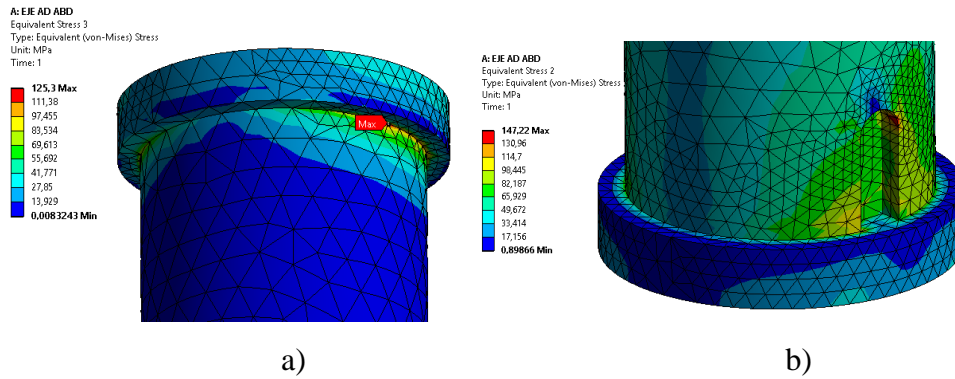 A: EJE AD ABD
Equivalent Stress 3
Type: Equivalent (von-Mises) Stress
Unit: MPa
Time: 1
125,3 Max
111,38
97,455
83,534
69,613
55,692
41,771
27,85
13,929
0,0083243 Min
Max
a)
A: EJE AD ABD
Equivalent Stress 2
Type: Equivalent (von-Mises) Stress
Unit: MPa
Time: 1
147,22 Max
130,96
114,7
98,445
82,187
65,929
49,672
33,414
17,156
0,89866 Min
b)